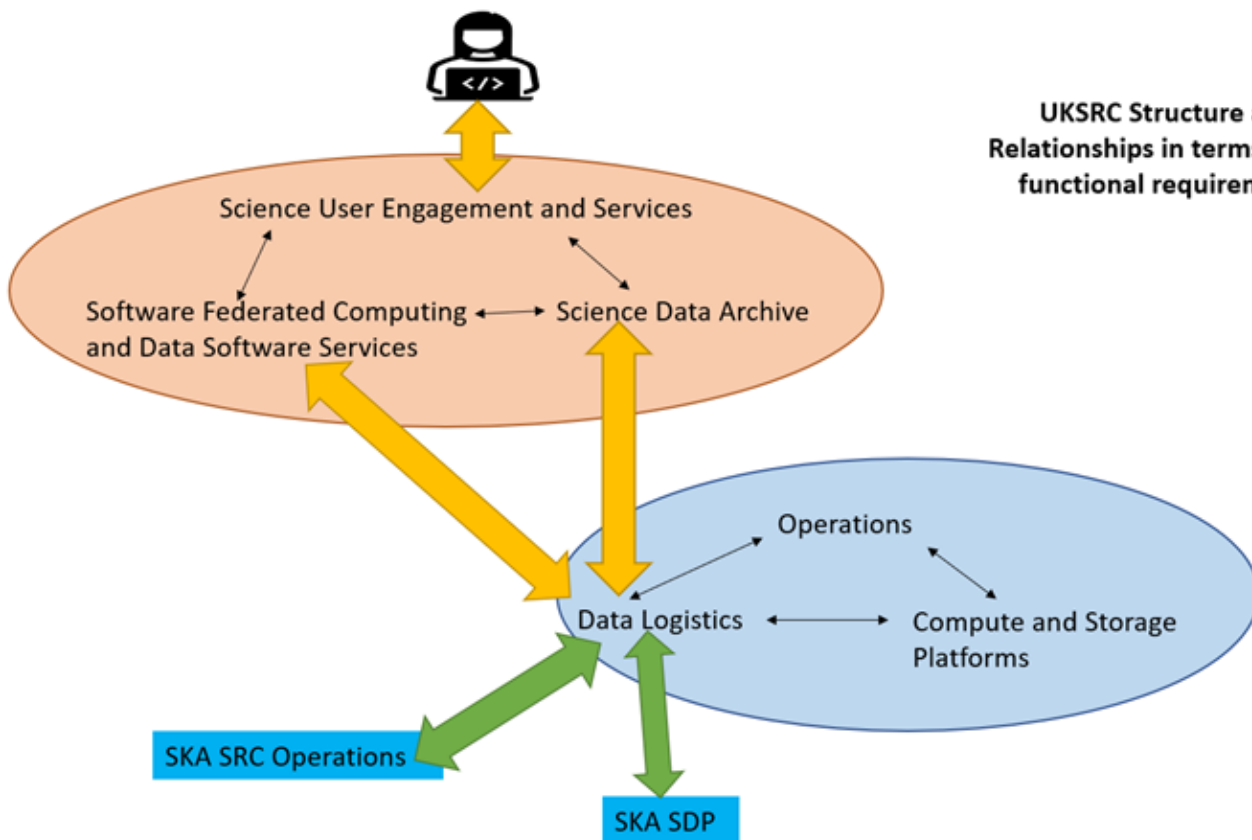 </>
UKSRC Structure
Relationships in terms
functional
Science User Engagement and Services
Software Federated Computing
and Data Software Services
Science Data Archive
Operations
Data Logistics
Compute and Storage
Platforms
SKA SRC Operations
SKA SDP